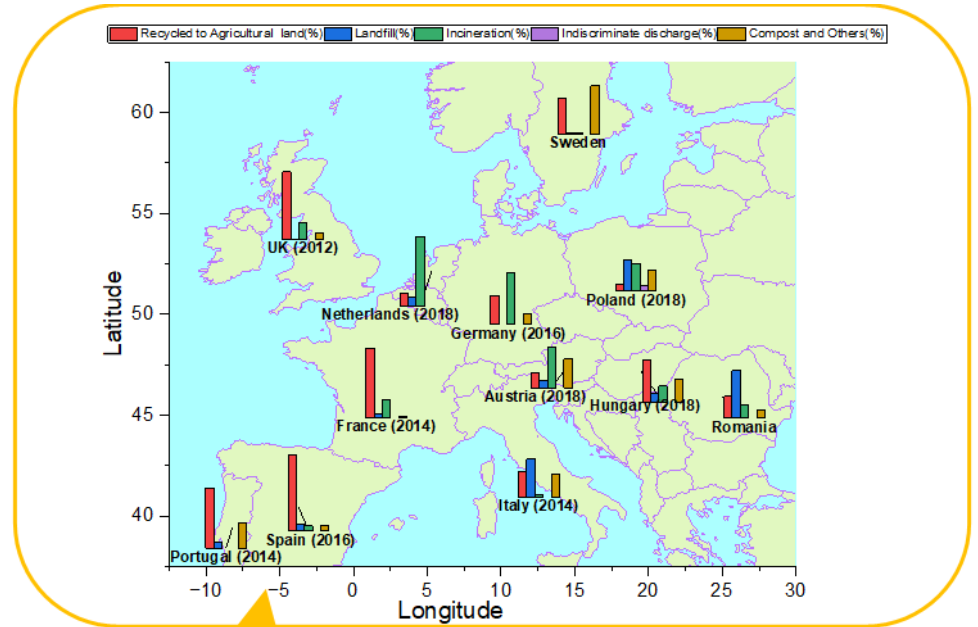 Recycled to Agricultural land(%) Landfill(%) Incineration(%) Indiscriminate discharge(%) Compost and Others(%)
60
Sweden
55
UK (2012)
Netherlands (2018)
Poland (2018)
50
Germany (2016)
Latitude
Austria (2018)
Hungary (2018)
45
France (2014)
Romania
Italy (2014)
40
Spain (2016)
Portugal (2014)
−10 −5 0 5 10 15 20 25 30
Longitude